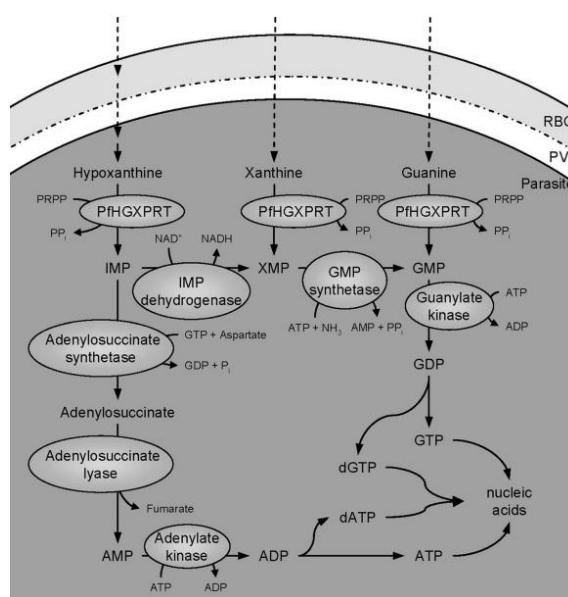 RBC
PV
Parasite
Hypoxanthine
Xanthine
Guanine
PRPP
PfHGXPRT
PPi
PRPP
PfHGXPRT
PPi
PRPP
PfHGXPRT
PPi
NAD+
NADH
IMP
XMP
GMP
IMP
dehydrogenase
GMP
synthetase
ATP + NH3
AMP + PPi
Guanylate
kinase
ATP
ADP
Adenylosuccinate
synthetase
GTP + Aspartate
GDP + Pi
GDP
Adenylosuccinate
GTP
Adenylosuccinate
lyase
dGTP
nucleic
acids
Fumarate
dATP
AMP
Adenylate
kinase
ADP
ATP
ATP
ADP